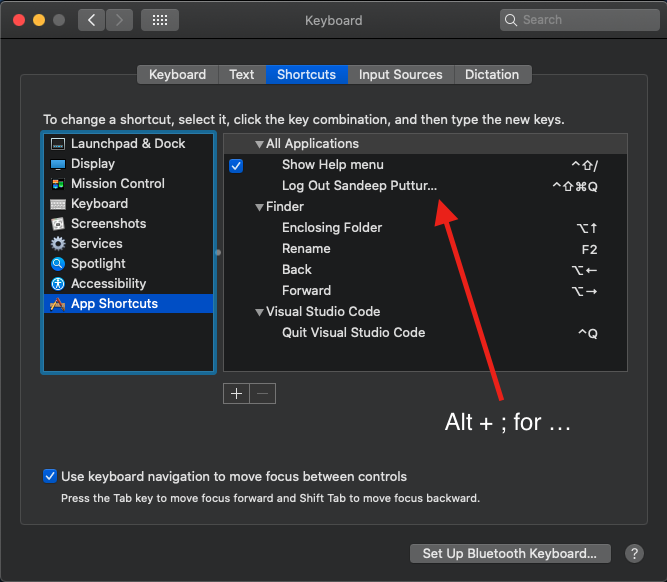 Keyboard
Search
Keyboard Text Shortcuts Input Sources Dictation
To change a shortcut, select it, click the key combination, and then type the new keys.
Launchpad & Dock
Display
Mission Control
Keyboard
Screenshots
Services
Spotlight
Accessibility
App Shortcuts
All Applications
Show Help menu ^⇧/
Log Out Sandeep Puttur... ^⇧⌘Q
Finder
Enclosing Folder ⌥↑
Rename F2
Back ⌥←
Forward ⌥→
Visual Studio Code
Quit Visual Studio Code ^Q
+ −
Alt + ; for …
Use keyboard navigation to move focus between controls
Press the Tab key to move focus forward and Shift Tab to move focus backward.
Set Up Bluetooth Keyboard... ?